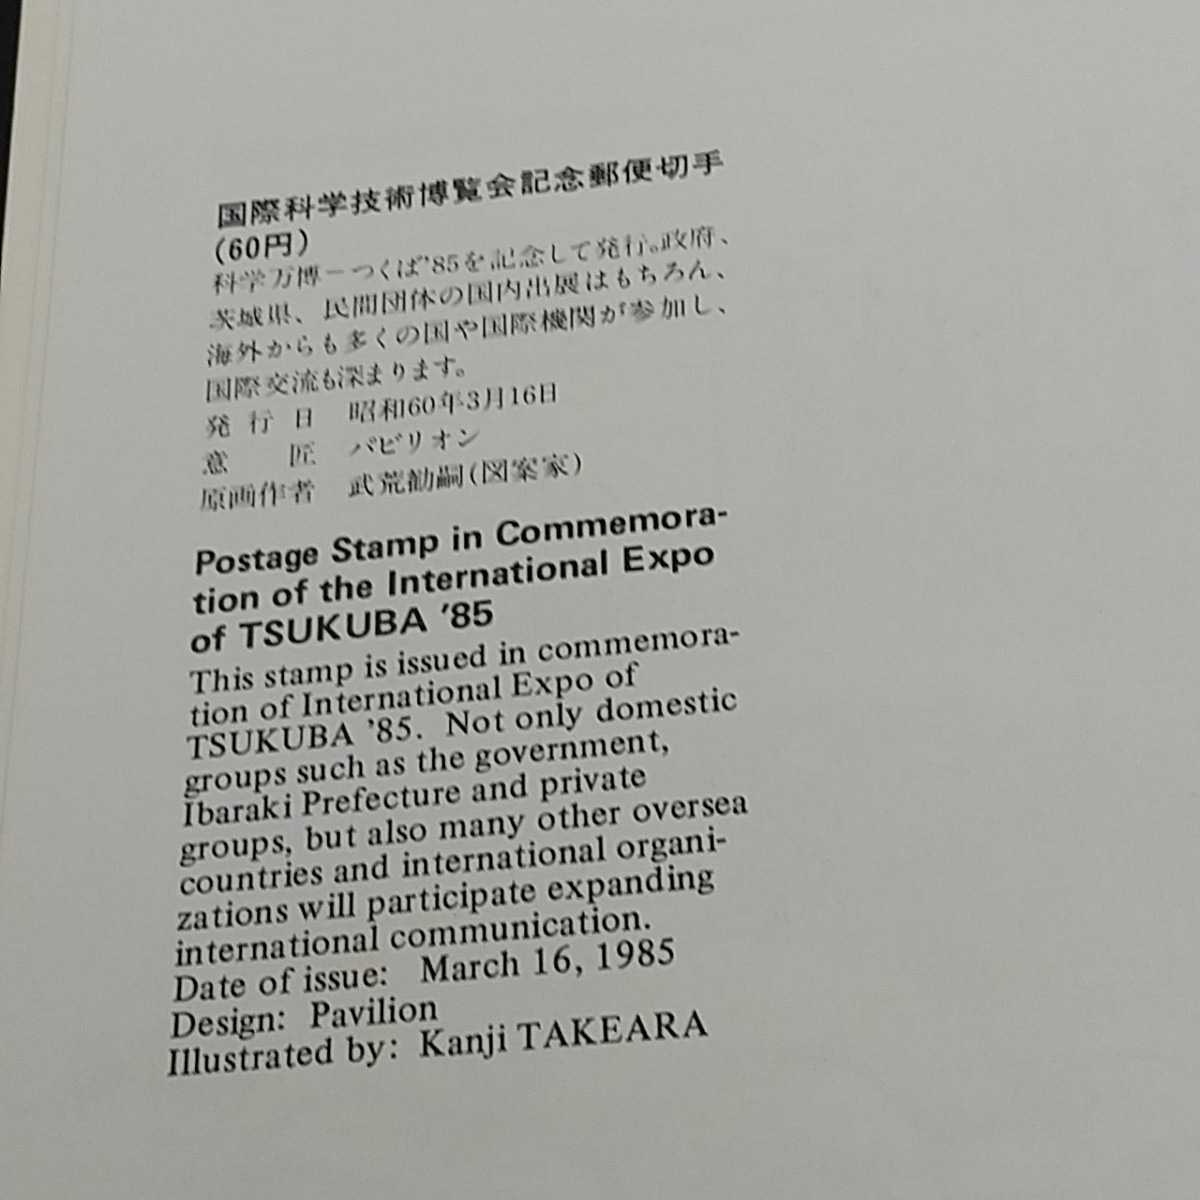 国際科学技術博覧会記念郵便切手
(60円)
科学万博－つくば'85を記念して発行。政府、
茨城県、民間団体の国内出展はもちろん、
海外からも多くの国や国際機関が参加し、
国際交流も深まります。
発行日 昭和60年3月16日
意匠 パビリオン
原画作者 武荒勧嗣(図案家)
Postage Stamp in Commemora-
tion of the International Expo
of TSUKUBA '85
This stamp is issued in commemora-
tion of International Expo of
TSUKUBA '85. Not only domestic
groups such as the government,
Ibaraki Prefecture and private
groups, but also many other oversea
countries and international organi-
zations will participate expanding
international communication.
Date of issue: March 16, 1985
Design: Pavilion
Illustrated by: Kanji TAKEARA